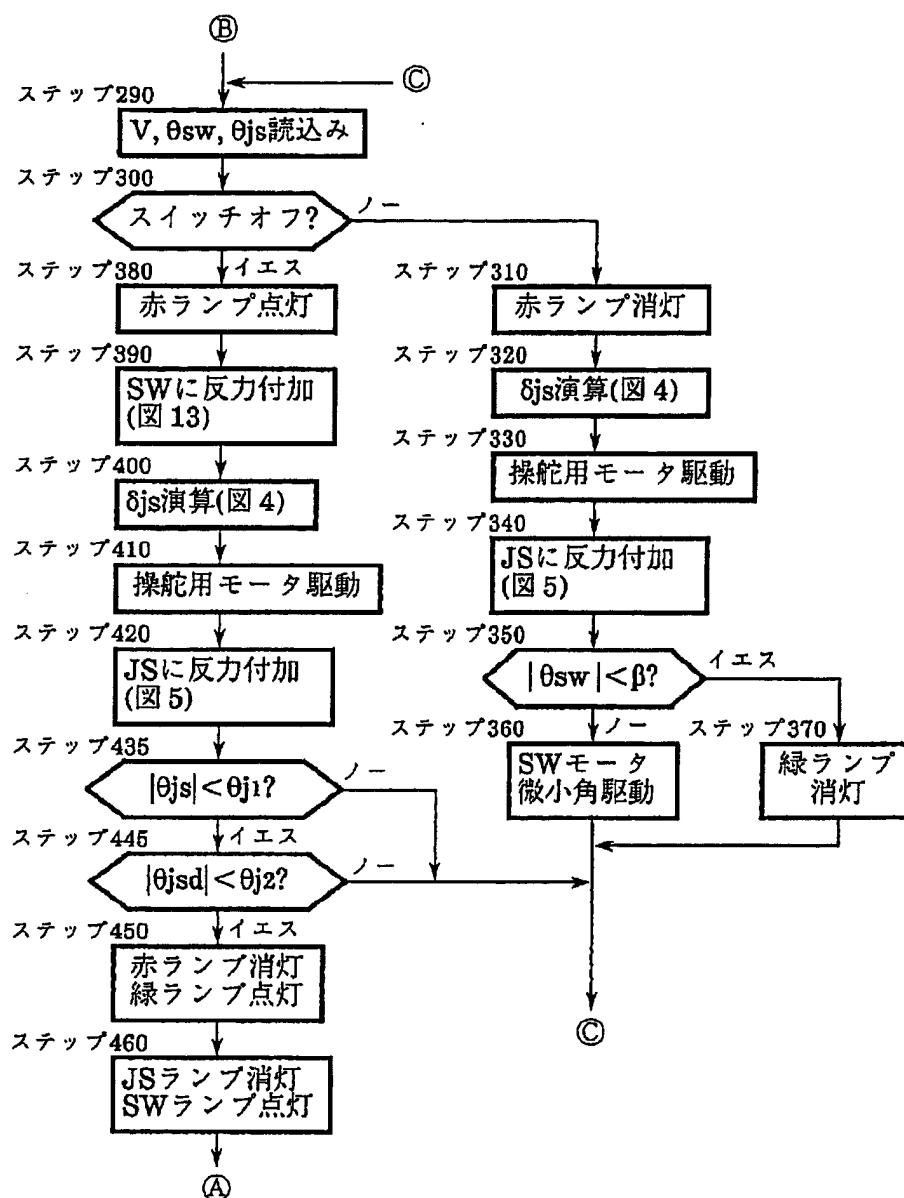 Ⓑ
Ⓒ
ステップ290
V, θsw, θjs読込み
ステップ300
スイッチオフ?
ノー
イエス
ステップ380
赤ランプ点灯
ステップ390
SWに反力付加
(図13)
ステップ400
δjs演算(図4)
ステップ410
操舵用モータ駆動
ステップ420
JSに反力付加
(図5)
ステップ435
|θjs|<θj1?
ノー
イエス
ステップ445
|θjsd|<θj2?
ノー
イエス
ステップ450
赤ランプ消灯
緑ランプ点灯
ステップ460
JSランプ消灯
SWランプ点灯
Ⓐ
ステップ310
赤ランプ消灯
ステップ320
δjs演算(図4)
ステップ330
操舵用モータ駆動
ステップ340
JSに反力付加
(図5)
ステップ350
|θsw|<β?
イエス
ノー
ステップ360
SWモータ
微小角駆動
ステップ370
緑ランプ
消灯
Ⓒ